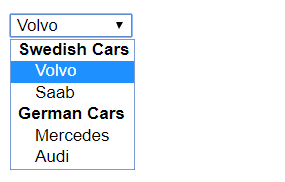 Volvo
Swedish Cars
Volvo
Saab
German Cars
Mercedes
Audi